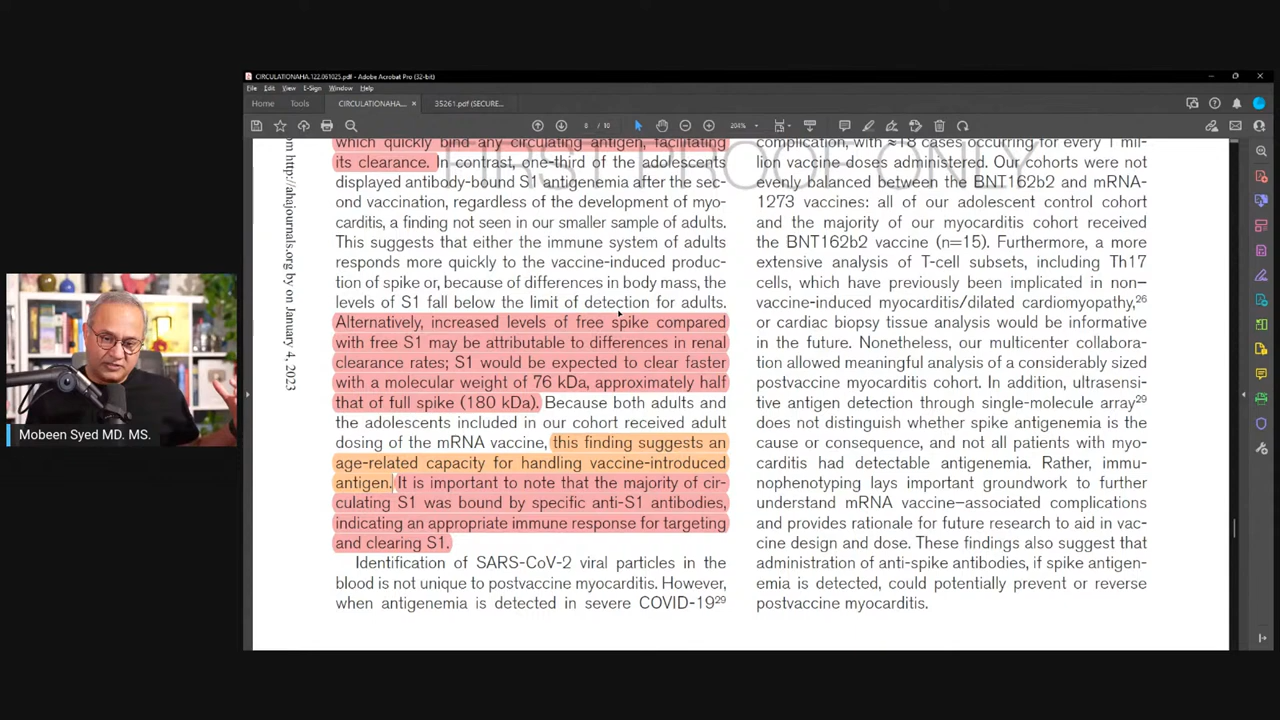 CIRCULATIONAHA.122.061025.pdf - Adobe Acrobat Pro (32-bit)
File Edit View E-Sign Window Help
Home Tools CIRCULATIONAHA... × 35261.pdf (SECURE...
8 / 10 204%
from http://ahajournals.org by on January 4, 2023
FIRST PROOF ONLY
which quickly bind any circulating antigen, facilitating
its clearance. In contrast, one-third of the adolescents
displayed antibody-bound S1 antigenemia after the sec-
ond vaccination, regardless of the development of myo-
carditis, a finding not seen in our smaller sample of adults.
This suggests that either the immune system of adults
responds more quickly to the vaccine-induced produc-
tion of spike or, because of differences in body mass, the
levels of S1 fall below the limit of detection for adults.
Alternatively, increased levels of free spike compared
with free S1 may be attributable to differences in renal
clearance rates; S1 would be expected to clear faster
with a molecular weight of 76 kDa, approximately half
that of full spike (180 kDa). Because both adults and
the adolescents included in our cohort received adult
dosing of the mRNA vaccine, this finding suggests an
age-related capacity for handling vaccine-introduced
antigen. It is important to note that the majority of cir-
culating S1 was bound by specific anti-S1 antibodies,
indicating an appropriate immune response for targeting
and clearing S1.
Identification of SARS-CoV-2 viral particles in the
blood is not unique to postvaccine myocarditis. However,
when antigenemia is detected in severe COVID-19²⁹
complication, with ≈18 cases occurring for every 1 mil-
lion vaccine doses administered. Our cohorts were not
evenly balanced between the BNT162b2 and mRNA-
1273 vaccines: all of our adolescent control cohort
and the majority of our myocarditis cohort received
the BNT162b2 vaccine (n=15). Furthermore, a more
extensive analysis of T-cell subsets, including Th17
cells, which have previously been implicated in non–
vaccine-induced myocarditis/dilated cardiomyopathy,²⁶
or cardiac biopsy tissue analysis would be informative
in the future. Nonetheless, our multicenter collabora-
tion allowed meaningful analysis of a considerably sized
postvaccine myocarditis cohort. In addition, ultrasensi-
tive antigen detection through single-molecule array²⁹
does not distinguish whether spike antigenemia is the
cause or consequence, and not all patients with myo-
carditis had detectable antigenemia. Rather, immu-
nophenotyping lays important groundwork to further
understand mRNA vaccine–associated complications
and provides rationale for future research to aid in vac-
cine design and dose. These findings also suggest that
administration of anti-spike antibodies, if spike antigen-
emia is detected, could potentially prevent or reverse
postvaccine myocarditis.
Mobeen Syed MD. MS.